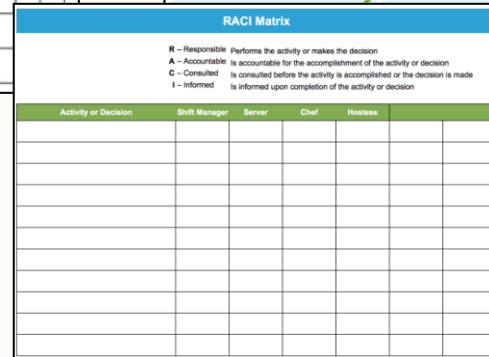 RACI Matrix
R – Responsible Performs the activity or makes the decision
A – Accountable Is accountable for the accomplishment of the activity or decision
C – Consulted Is consulted before the activity is accomplished or the decision is made
I – Informed Is informed upon completion of the activity or decision
Activity or Decision Shift Manager Server Chef Hostess